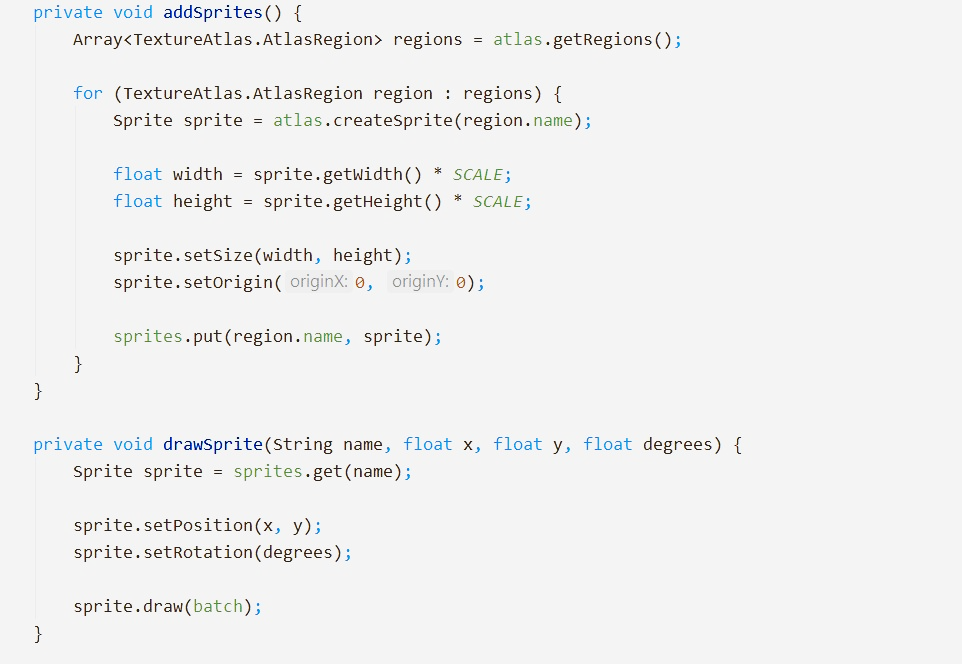 private void addSprites() {
Array<TextureAtlas.AtlasRegion> regions = atlas.getRegions();
for (TextureAtlas.AtlasRegion region : regions) {
Sprite sprite = atlas.createSprite(region.name);
float width = sprite.getWidth() * SCALE;
float height = sprite.getHeight() * SCALE;
sprite.setSize(width, height);
sprite.setOrigin( originX: 0, originY: 0);
sprites.put(region.name, sprite);
}
}
private void drawSprite(String name, float x, float y, float degrees) {
Sprite sprite = sprites.get(name);
sprite.setPosition(x, y);
sprite.setRotation(degrees);
sprite.draw(batch);
}